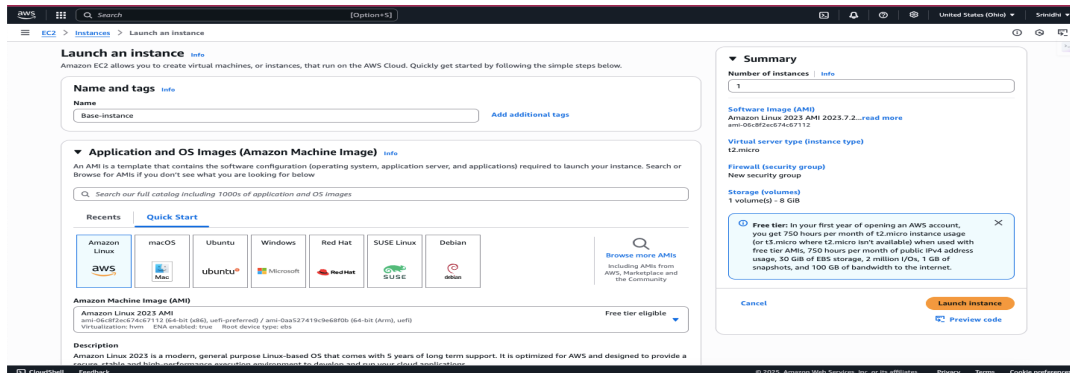 aws
Search [Option+S]
United States (Ohio) Srinidhi
EC2 > Instances > Launch an instance
Launch an instance Info
Amazon EC2 allows you to create virtual machines, or instances, that run on the AWS Cloud. Quickly get started by following the simple steps below.
Name and tags Info
Name
Base-instance
Add additional tags
Application and OS Images (Amazon Machine Image) Info
An AMI is a template that contains the software configuration (operating system, application server, and applications) required to launch your instance. Search or
Browse for AMIs if you don't see what you are looking for below
Search our full catalog including 1000s of application and OS images
Recents Quick Start
Amazon
Linux
aws
macOS
Mac
Ubuntu
ubuntu
Windows
Microsoft
Red Hat
Red Hat
SUSE Linux
SUSE
Debian
debian
Browse more AMIs
Including AMIs from
AWS, Marketplace and
the Community
Amazon Machine Image (AMI)
Amazon Linux 2023 AMI
Free tier eligible
ami-06c8f2ec674c67112 (64-bit (x86), uefi-preferred) / ami-0aa527419c9e68f0b (64-bit (Arm), uefi)
Virtualization: hvm ENA enabled: true Root device type: ebs
Description
Amazon Linux 2023 is a modern, general purpose Linux-based OS that comes with 5 years of long term support. It is optimized for AWS and designed to provide a
secure, stable and high-performance execution environment to develop and run your cloud applications.
Summary
Number of instances Info
1
Software Image (AMI)
Amazon Linux 2023 AMI 2023.7.2...read more
ami-06c8f2ec674c67112
Virtual server type (instance type)
t2.micro
Firewall (security group)
New security group
Storage (volumes)
1 volume(s) - 8 GiB
Free tier: In your first year of opening an AWS account,
you get 750 hours per month of t2.micro instance usage
(or t3.micro where t2.micro isn't available) when used with
free tier AMIs, 750 hours per month of public IPv4 address
usage, 30 GiB of EBS storage, 2 million I/Os, 1 GB of
snapshots, and 100 GB of bandwidth to the internet.
Cancel
Launch instance
Preview code
CloudShell Feedback
© 2025, Amazon Web Services, Inc. or its affiliates. Privacy Terms Cookie preferences